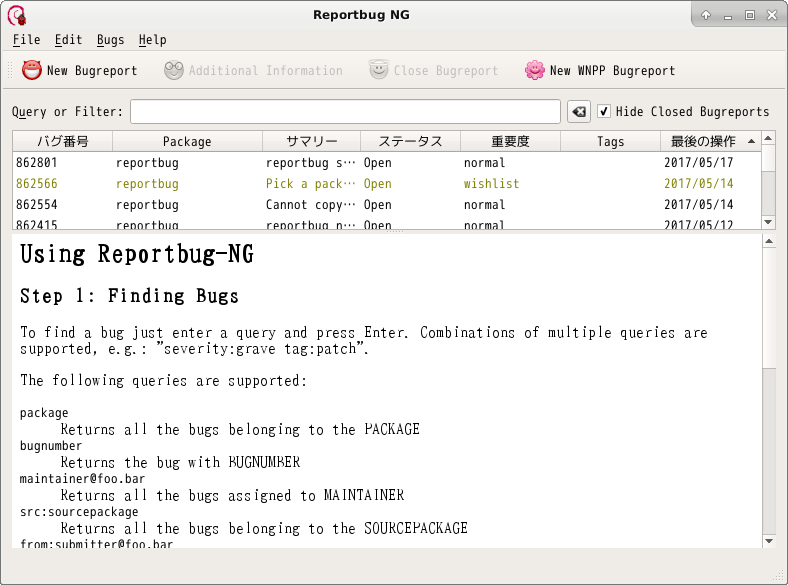 Reportbug NG
File Edit Bugs Help
New Bugreport Additional Information Close Bugreport New WNPP Bugreport
Query or Filter: Hide Closed Bugreports
バグ番号 Package サマリー ステータス 重要度 Tags 最後の操作
862801 reportbug reportbug s… Open normal 2017/05/17
862566 reportbug Pick a pack… Open wishlist 2017/05/14
862554 reportbug Cannot copy… Open normal 2017/05/14
862415 reportbug reportbug n… Open normal 2017/05/12
Using Reportbug-NG
Step 1: Finding Bugs
To find a bug just enter a query and press Enter. Combinations of multiple queries are
supported, e.g.: "severity:grave tag:patch".
The following queries are supported:
package
Returns all the bugs belonging to the PACKAGE
bugnumber
Returns the bug with BUGNUMBER
maintainer@foo.bar
Returns all the bugs assigned to MAINTAINER
src:sourcepackage
Returns all the bugs belonging to the SOURCEPACKAGE
from:submitter@foo.bar